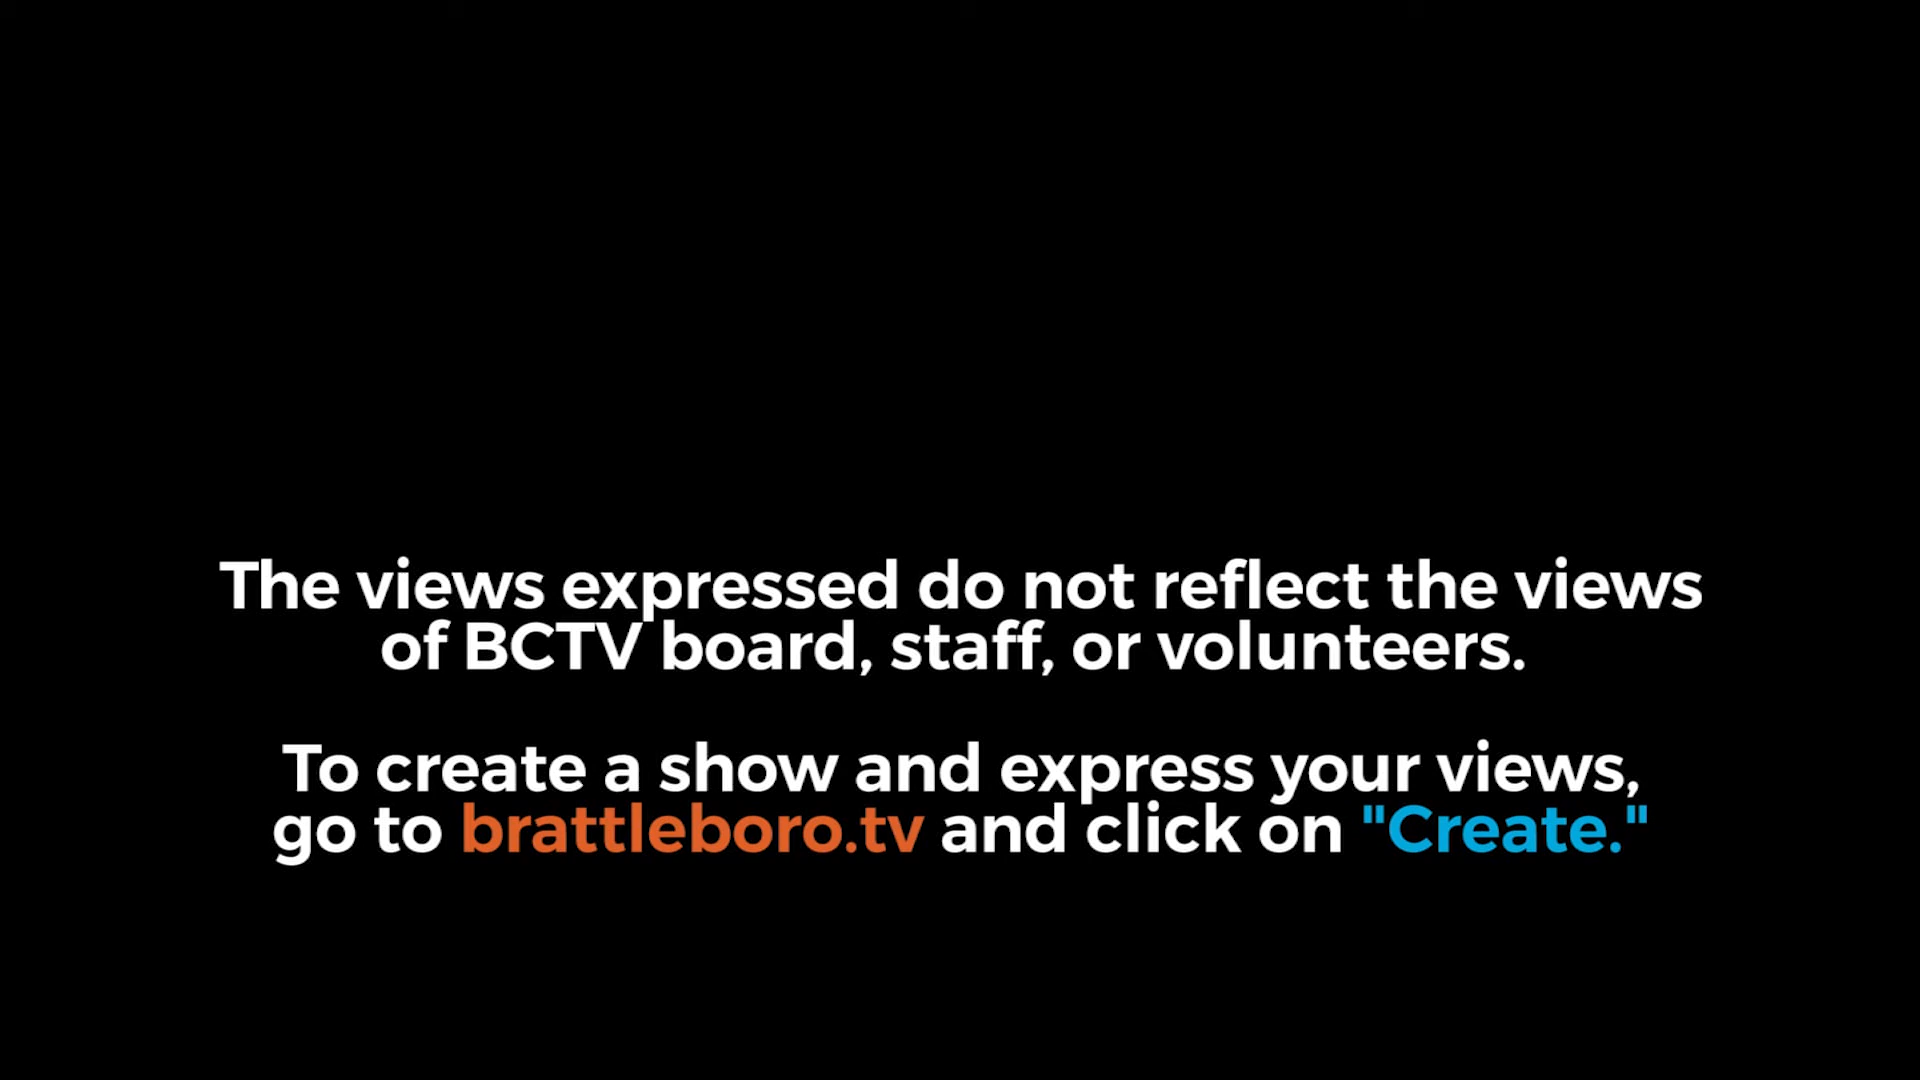 The views expressed do not reflect the views
of BCTV board, staff, or volunteers.
To create a show and express your views,
go to brattleboro.tv and click on "Create."